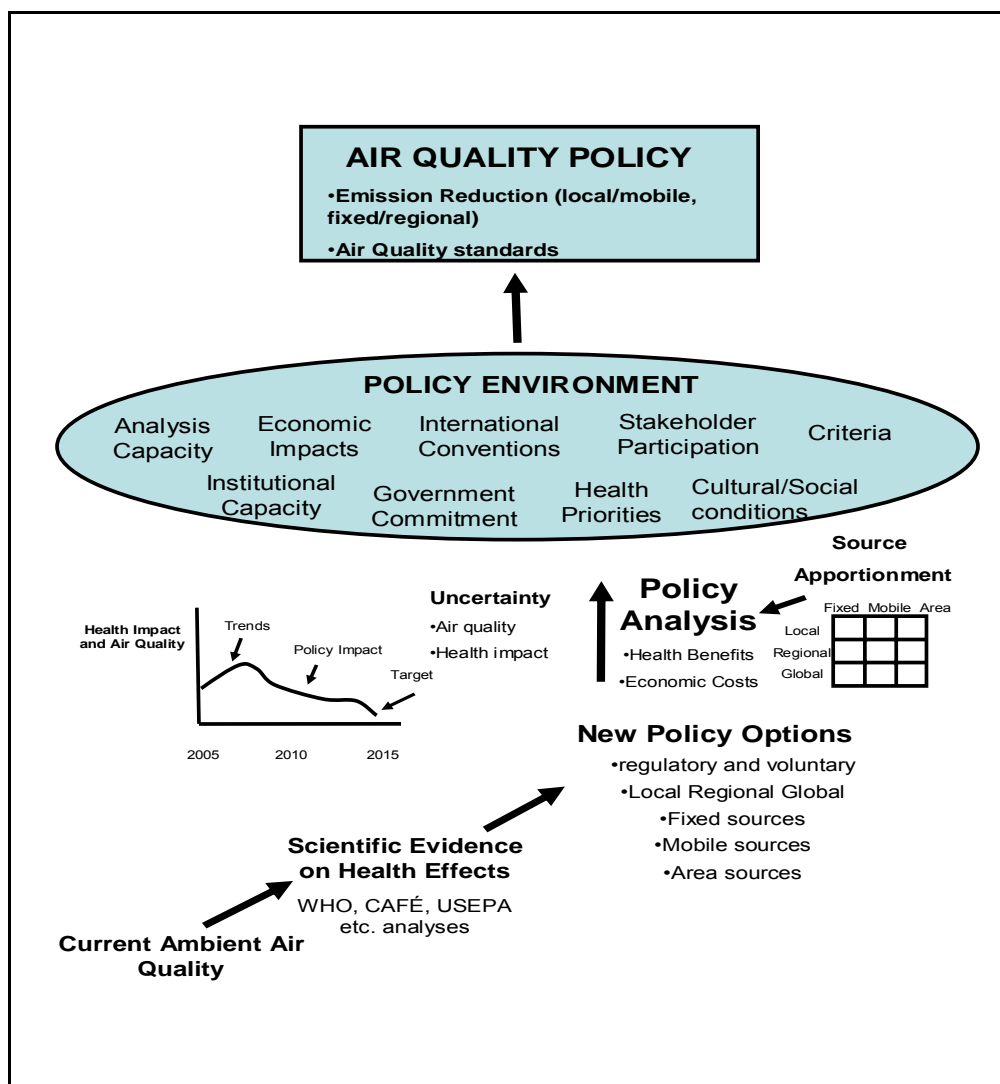 AIR QUALITY POLICY
•Emission Reduction (local/mobile,
fixed/regional)
•Air Quality standards
POLICY ENVIRONMENT
Analysis
Capacity
Economic
Impacts
International
Conventions
Stakeholder
Participation
Criteria
Institutional
Capacity
Government
Commitment
Health
Priorities
Cultural/Social
conditions
Source
Apportionment
Fixed Mobile Area
Local
Regional
Global
Policy
Analysis
•Health Benefits
•Economic Costs
Uncertainty
•Air quality
•Health impact
Health Impact
and Air Quality
Trends
Policy Impact
Target
2005
2010
2015
New Policy Options
•regulatory and voluntary
•Local Regional Global
•Fixed sources
•Mobile sources
•Area sources
Scientific Evidence
on Health Effects
WHO, CAFÉ, USEPA
etc. analyses
Current Ambient Air
Quality